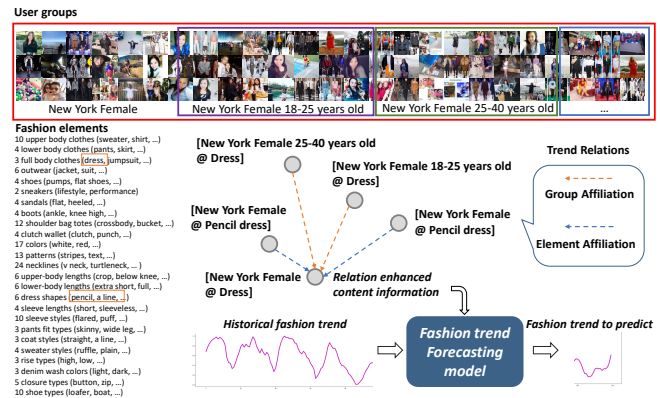 User groups
New York Female
New York Female 18-25 years old
New York Female 25-40 years old
...
Fashion elements
10 upper body clothes (sweater, shirt, ...)
4 lower body clothes (pants, skirt, ...)
3 full body clothes (dress, jumpsuit, ...)
6 outwear (jacket, suit, ...)
4 shoes (pumps, flat shoes, ...)
2 sneakers (lifestyle, performance)
4 sandals (flat, heeled, ...)
4 boots (ankle, knee high, ...)
12 shoulder bag totes (crossbody, bucket, ...)
4 clutch wallet (clutch, punch, ...)
17 colors (white, red, ...)
13 patterns (stripes, text, ...)
24 necklines (v neck, turtleneck, ... )
6 upper-body lengths (crop, below knee, ...)
6 lower-body lengths (extra short, full, ...)
6 dress shapes (pencil, a line, ...)
4 sleeve lengths (short, sleeveless, ...)
10 sleeve styles (flared, puff, ...)
3 pants fit types (skinny, wide leg, ...)
3 coat styles (straight, a line, ...)
4 sweater styles (ruffle, plain, ...)
3 rise types (high, low, ...)
3 denim wash colors (light, dark, ...)
5 closure types (button, zip, ...)
10 shoe types (loafer, boat, ...)
[New York Female 25-40 years old
@ Dress]
[New York Female 18-25 years old
@ Dress]
[New York Female
@ Pencil dress]
[New York Female
@ Pencil dress]
[New York Female
@ Dress]
Relation enhanced
content information
Trend Relations
Group Affiliation
Element Affiliation
Historical fashion trend
Fashion trend
Forecasting
model
Fashion trend to predict